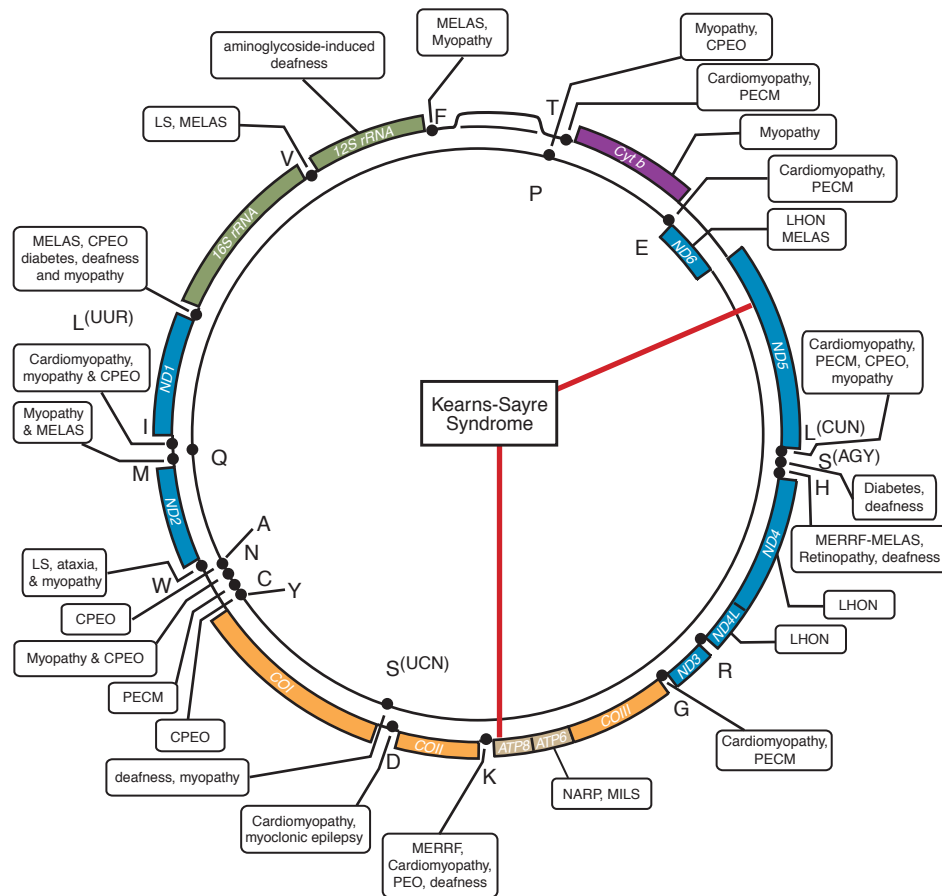 MELAS,
Myopathy
aminoglycoside-induced
deafness
Myopathy,
CPEO
Cardiomyopathy,
PECM
LS, MELAS
F
T
12S rRNA
Cyt b
Myopathy
V
P
Cardiomyopathy,
PECM
16S rRNA
LHON
MELAS
E
ND6
MELAS, CPEO
diabetes, deafness
and myopathy
L(UUR)
ND1
ND5
Cardiomyopathy,
myopathy & CPEO
Cardiomyopathy,
PECM, CPEO,
myopathy
Kearns-Sayre
Syndrome
Myopathy
& MELAS
I
M
Q
L(CUN)
S(AGY)
H
Diabetes,
deafness
ND2
ND4
MERRF-MELAS,
Retinopathy, deafness
A
N
C
Y
W
LS, ataxia,
& myopathy
CPEO
Myopathy & CPEO
PECM
CPEO
LHON
ND4L
LHON
ND3
R
G
COI
S(UCN)
COIII
ATP6
ATP8
COII
D
K
Cardiomyopathy,
PECM
deafness, myopathy
NARP, MILS
Cardiomyopathy,
myoclonic epilepsy
MERRF,
Cardiomyopathy,
PEO, deafness